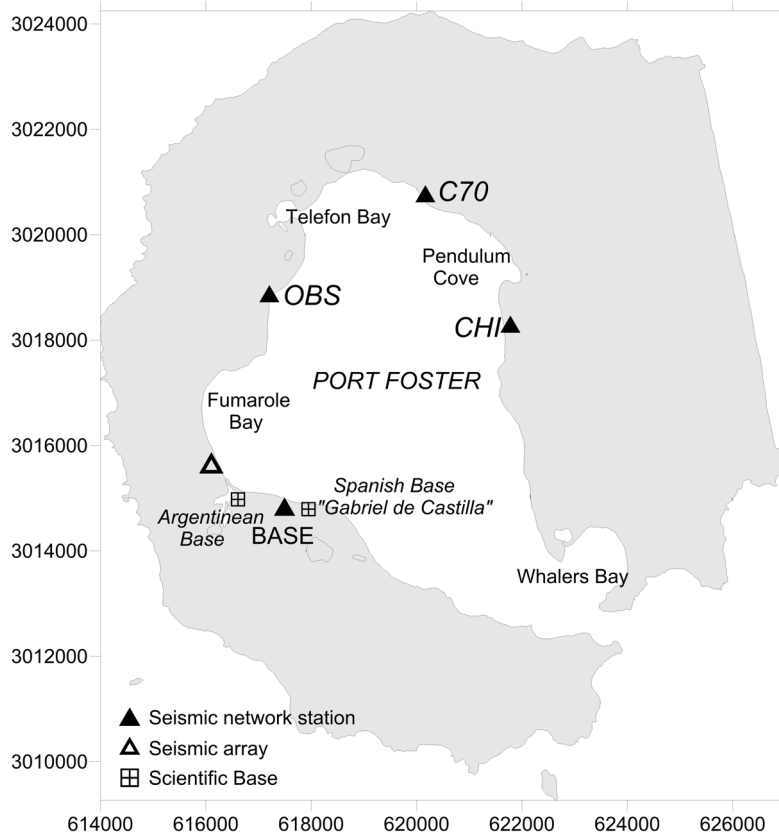 3024000
3022000
3020000
3018000
3016000
3014000
3012000
3010000
C70
Telefon Bay
Pendulum
Cove
OBS
CHI
PORT FOSTER
Fumarole
Bay
Spanish Base
"Gabriel de Castilla"
Argentinean
Base
BASE
Whalers Bay
Seismic network station
Seismic array
Scientific Base
614000 616000 618000 620000 622000 624000 626000